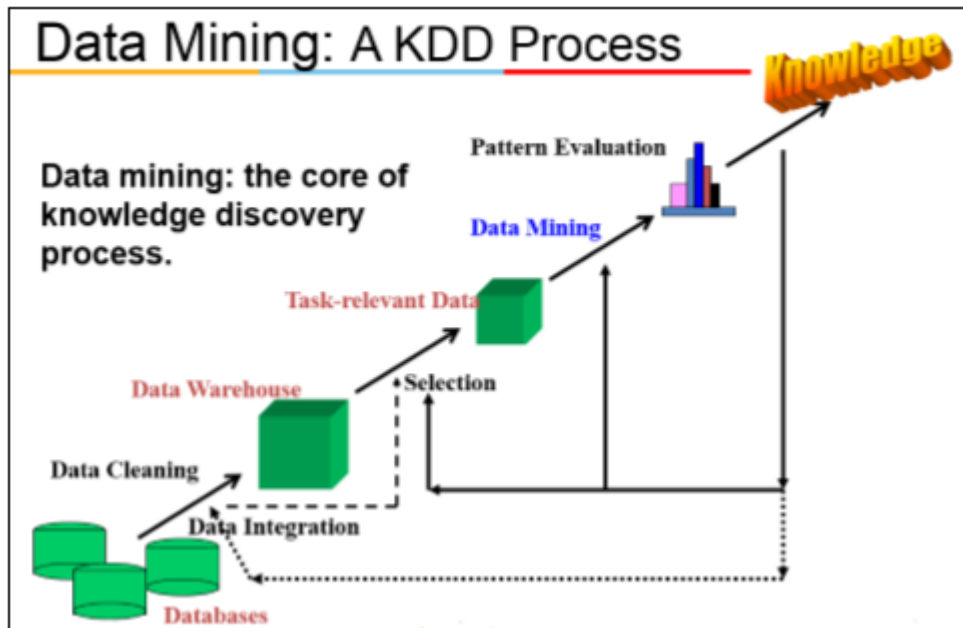 Data Mining: A KDD Process
Knowledge
Pattern Evaluation
Data mining: the core of
knowledge discovery
process.
Data Mining
Task-relevant Data
Selection
Data Warehouse
Data Cleaning
Data Integration
Databases